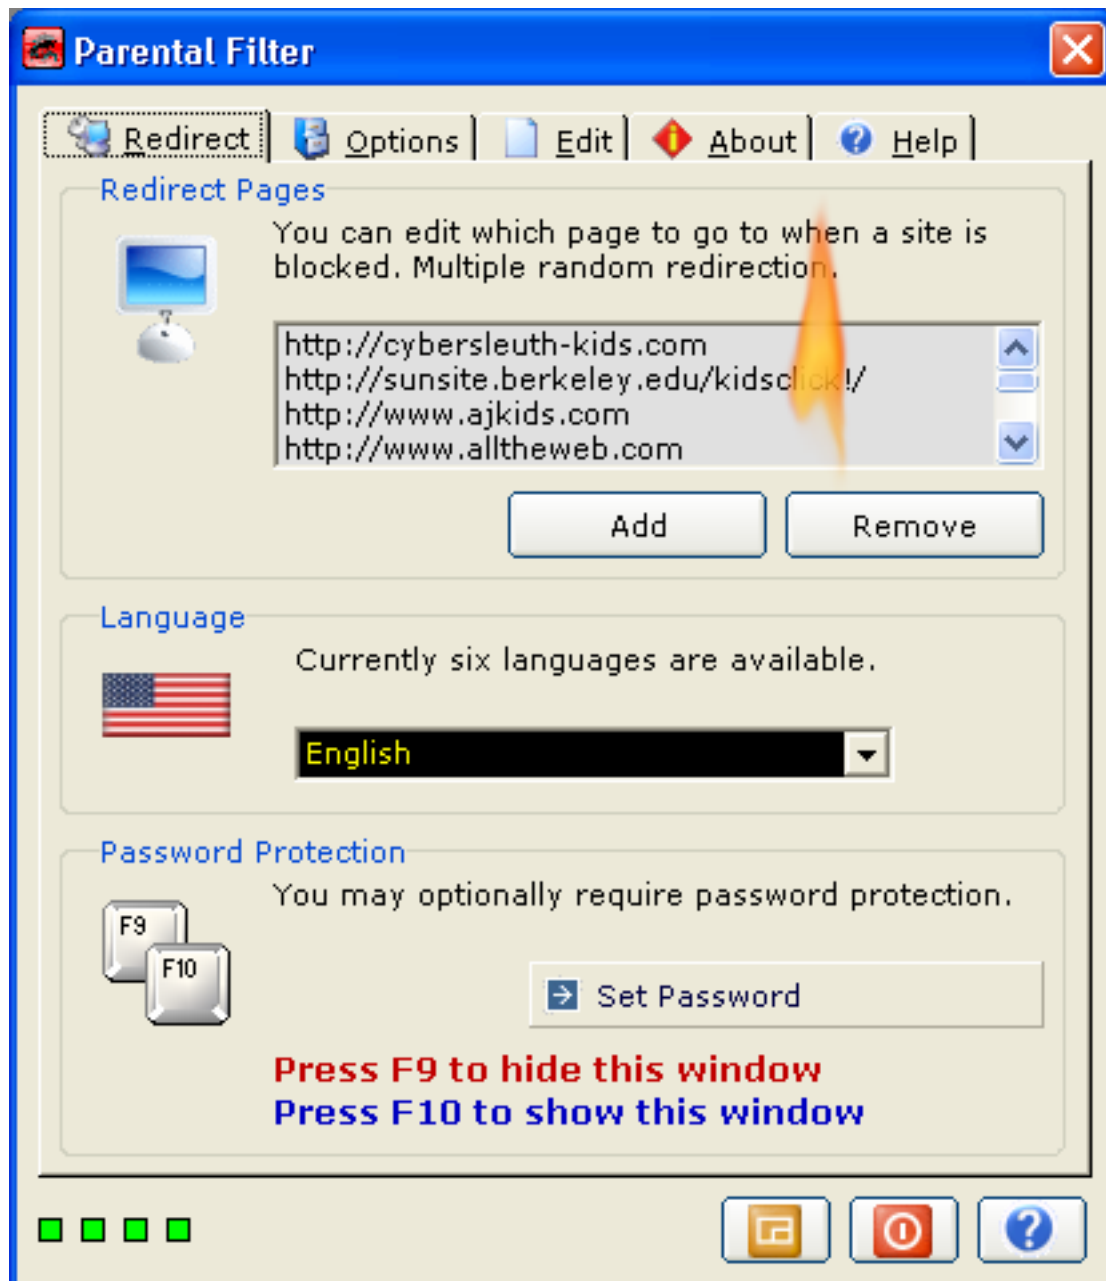 Parental Filter
Redirect Options Edit About Help
Redirect Pages
You can edit which page to go to when a site is
blocked. Multiple random redirection.
http://cybersleuth-kids.com
http://sunsite.berkeley.edu/kidsclick!/
http://www.ajkids.com
http://www.alltheweb.com
Add Remove
Language
Currently six languages are available.
English
Password Protection
You may optionally require password protection.
F9
F10
Set Password
Press F9 to hide this window
Press F10 to show this window